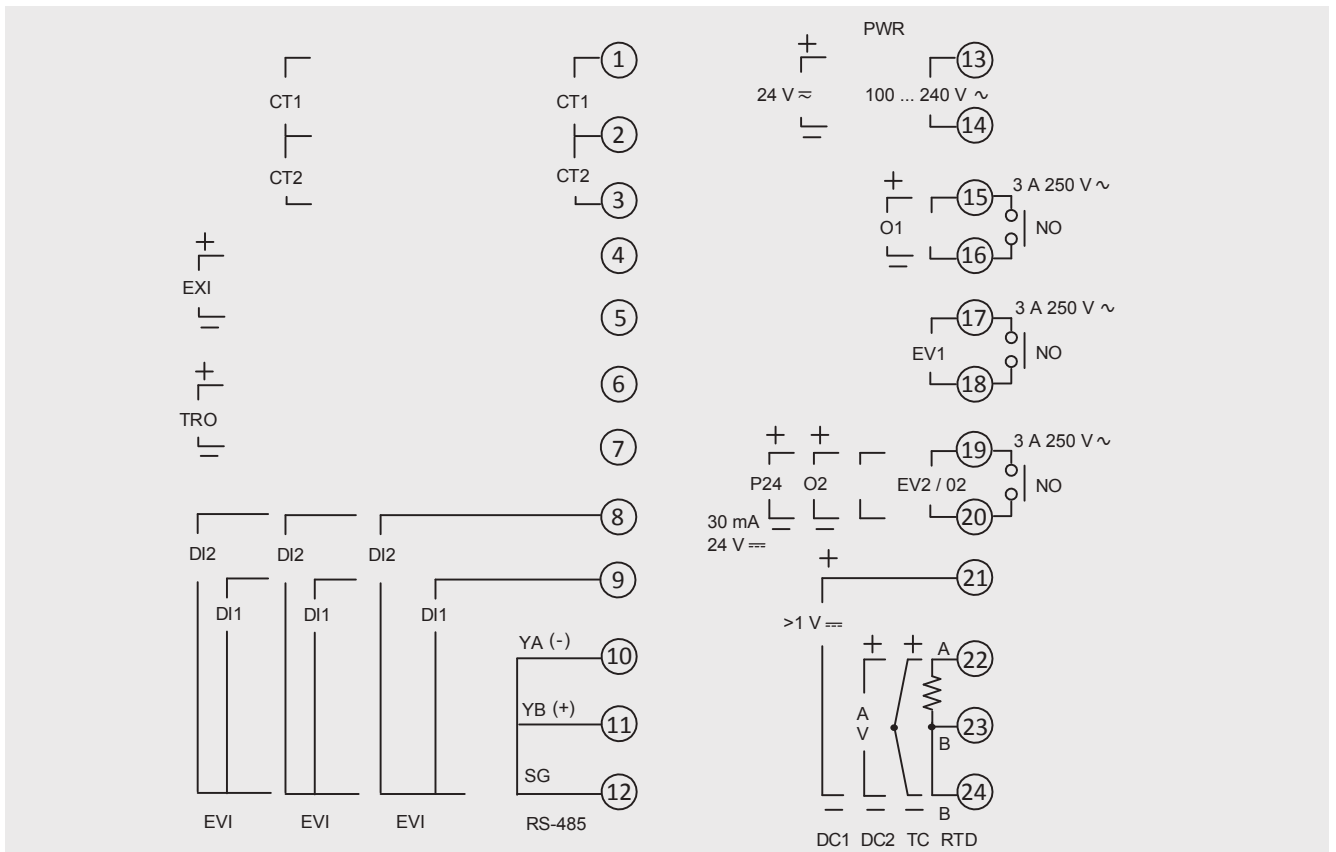 PWR
CT1
CT1
1
+
24 V ≂
100 ... 240 V ∿
13
2
14
CT2
CT2
3
+
O1
15
3 A 250 V ∿
NO
16
+
EXI
4
5
17
3 A 250 V ∿
EV1
NO
18
+
TRO
6
7
+
+
19
3 A 250 V ∿
P24
O2
EV2 / 02
NO
20
30 mA
24 V ⎓
8
DI2
DI2
DI2
9
DI1
DI1
DI1
+
21
>1 V ⎓
YA (-)
10
YB (+)
11
SG
12
+
+
A
22
A
V
23
B
24
B
EVI
EVI
EVI
RS-485
DC1
DC2
TC
RTD